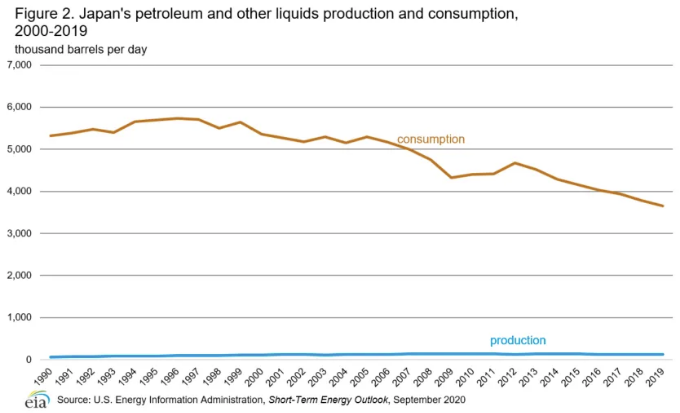 Figure 2. Japan's petroleum and other liquids production and consumption,
2000-2019
thousand barrels per day
7,000
6,000
5,000
4,000
3,000
2,000
1,000
0
consumption
production
1990 1991 1992 1993 1994 1995 1996 1997 1998 1999 2000 2001 2002 2003 2004 2005 2006 2007 2008 2009 2010 2011 2012 2013 2014 2015 2016 2017 2018 2019
eia Source: U.S. Energy Information Administration, Short-Term Energy Outlook, September 2020